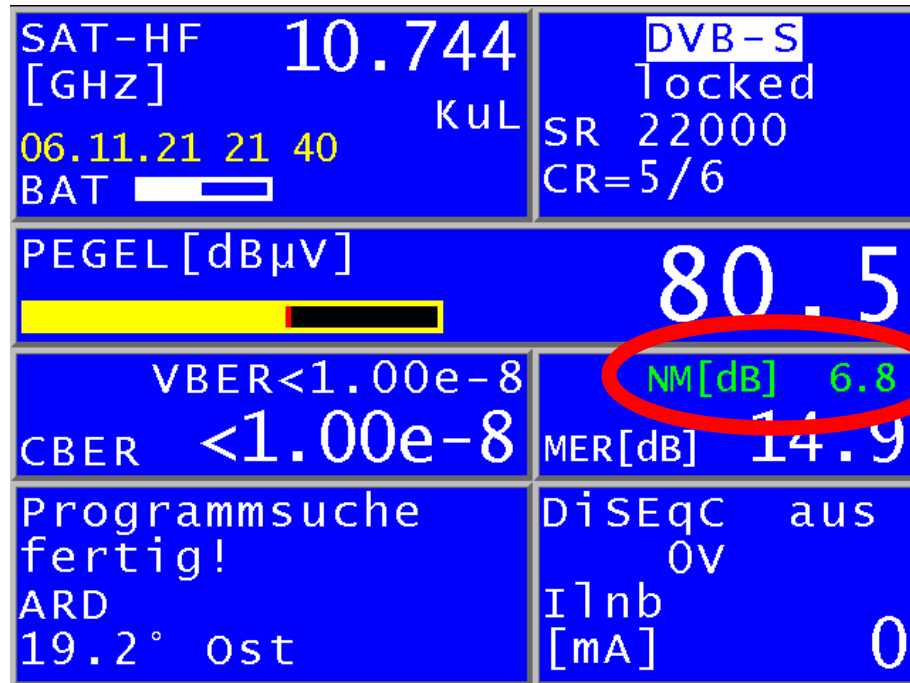 SAT-HF 10.744
[GHz]
KuL
06.11.21 21 40
BAT
DVB-S
locked
SR 22000
CR=5/6
PEGEL[dBµV] 80.5
VBER<1.00e-8
CBER <1.00e-8
NM[dB] 6.8
MER[dB] 14.9
Programmsuche
fertig!
ARD
19.2° Ost
DiSEqC aus
0V
Ilnb
[mA] 0